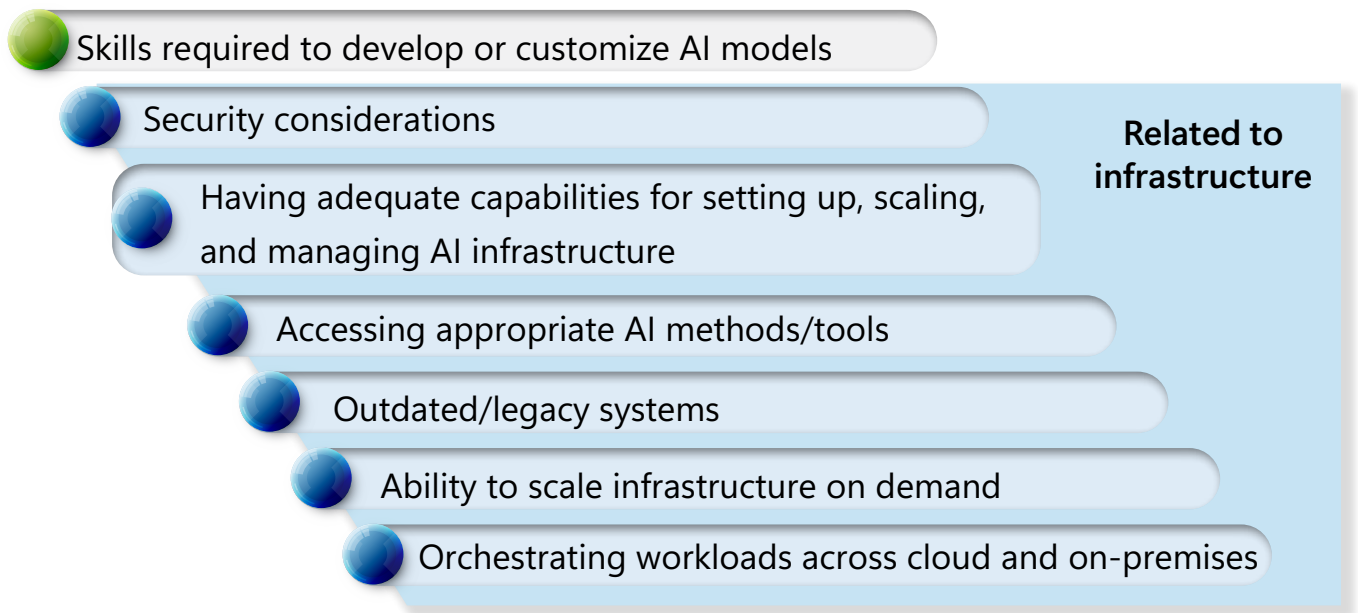 Skills required to develop or customize AI models
Security considerations
Related to
infrastructure
Having adequate capabilities for setting up, scaling,
and managing AI infrastructure
Accessing appropriate AI methods/tools
Outdated/legacy systems
Ability to scale infrastructure on demand
Orchestrating workloads across cloud and on-premises